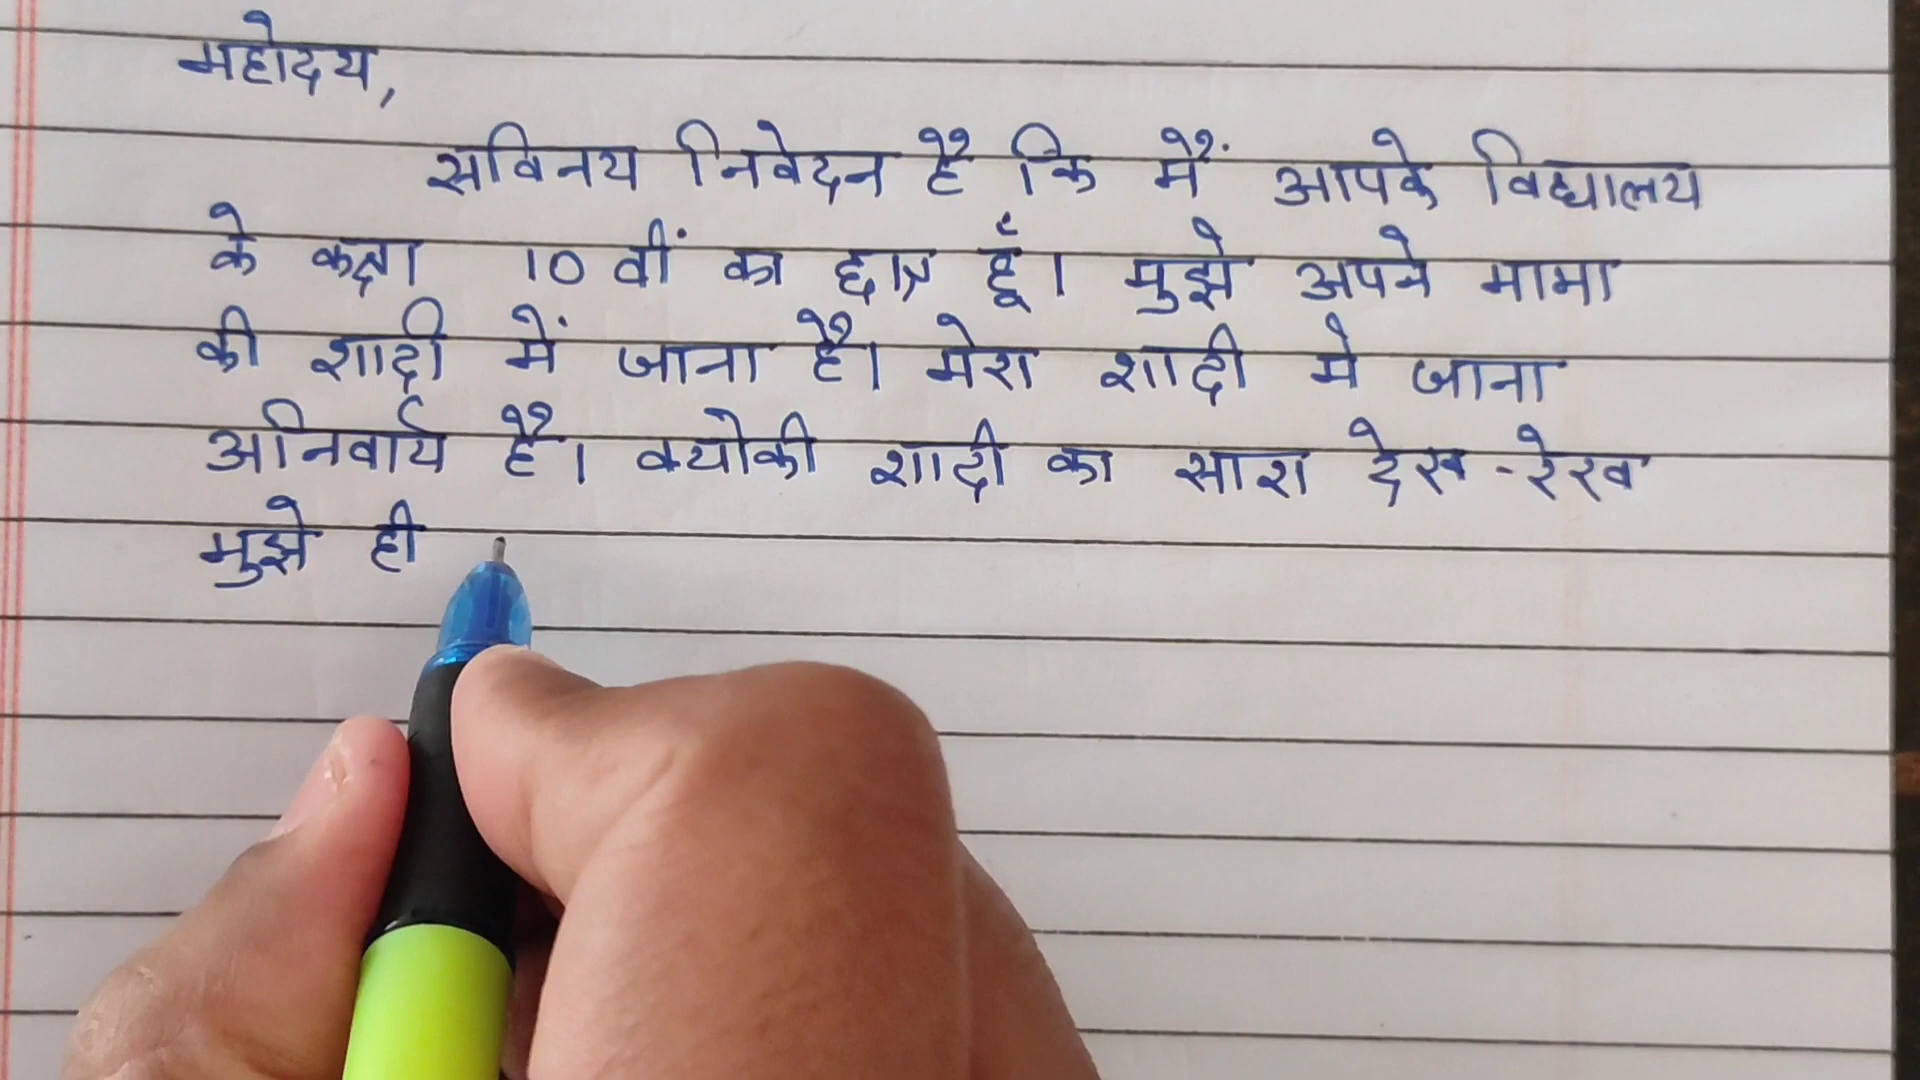 महोदय,
सविनय निवेदन है कि मैं आपके विद्यालय
के कक्षा 10 वीं का छात्र हूँ। मुझे अपने मामा
की शादी में जाना है। मेरा शादी मे जाना
अनिवार्य है। क्योकी शादी का सारा देख-रेख
मुझे ही